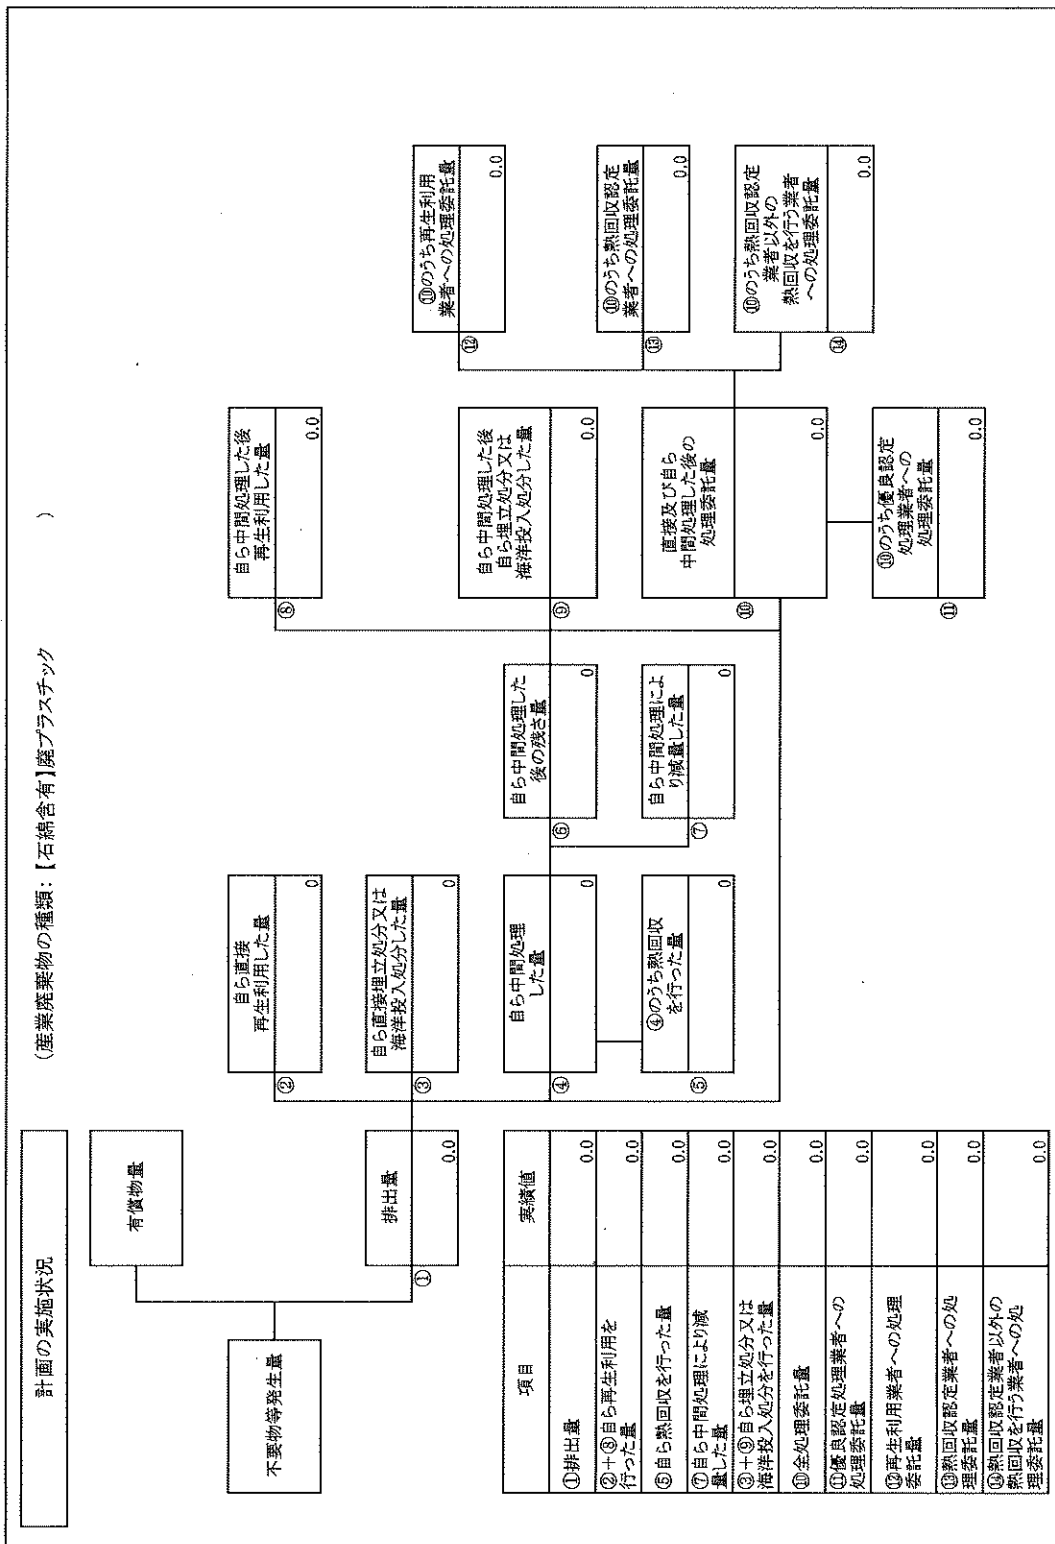 計画の実施状況
(産業廃棄物の種類:【石綿含有】廃プラスチック )
不要物等発生量
有償物量
①
排出量
0.0
②
自ら直接
再生利用した量
0
③
自ら直接埋立処分又は
海洋投入処分した量
0
④
自ら中間処理
した量
0
⑤
④のうち熱回収
を行った量
0
⑥
自ら中間処理した
後の残さ量
0
⑦
自ら中間処理によ
り減量した量
0
⑧
自ら中間処理した後
再生利用した量
0.0
⑨
自ら中間処理した後
自ら埋立処分又は
海洋投入処分した量
0.0
⑩
直接及び自ら
中間処理した後の
処理委託量
0.0
⑪
⑩のうち優良認定
処理業者への
処理委託量
0.0
⑫
⑩のうち再生利用
業者への処理委託量
0.0
⑬
⑩のうち熱回収認定
業者への処理委託量
0.0
⑭
⑩のうち熱回収認定
業者以外の
熱回収を行う業者
への処理委託量
0.0
項目 実績値
①排出量 0.0
②+⑧自ら再生利用を
行った量 0.0
⑤自ら熱回収を行った量 0.0
⑦自ら中間処理により減
量した量 0.0
③+⑨自ら埋立処分又は
海洋投入処分を行った量 0.0
⑩全処理委託量 0.0
⑪優良認定処理業者への
処理委託量 0.0
⑫再生利用業者への処理
委託量 0.0
⑬熱回収認定業者への処
理委託量 0.0
⑭熱回収認定業者以外の
熱回収を行う業者への処
理委託量 0.0